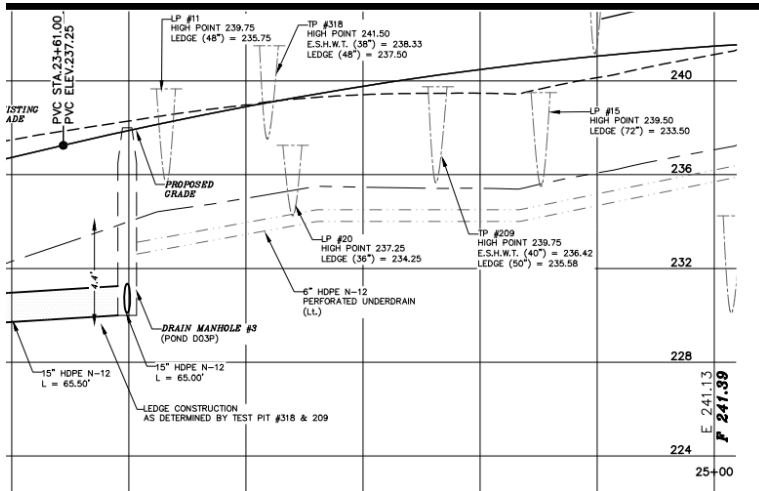 LP #11
HIGH POINT 239.75
LEDGE (48") = 235.75
TP #318
HIGH POINT 241.50
E.S.H.W.T. (38") = 238.33
LEDGE (48") = 237.50
PVC STA.23+61.00
PVC ELEV.237.25
240
ISTING
ADE
LP #15
HIGH POINT 239.50
LEDGE (72") = 233.50
236
PROPOSED
GRADE
LP #20
HIGH POINT 237.25
LEDGE (36") = 234.25
TP #209
HIGH POINT 239.75
E.S.H.W.T. (40") = 236.42
LEDGE (50") = 235.58
232
4.4'
6" HDPE N-12
PERFORATED UNDERDRAIN
(Lt.)
DRAIN MANHOLE #3
(POND D03P)
228
15" HDPE N-12
L = 65.50'
15" HDPE N-12
L = 65.00'
LEDGE CONSTRUCTION
AS DETERMINED BY TEST PIT #318 & 209
E 241.13
F 241.39
224
25+00